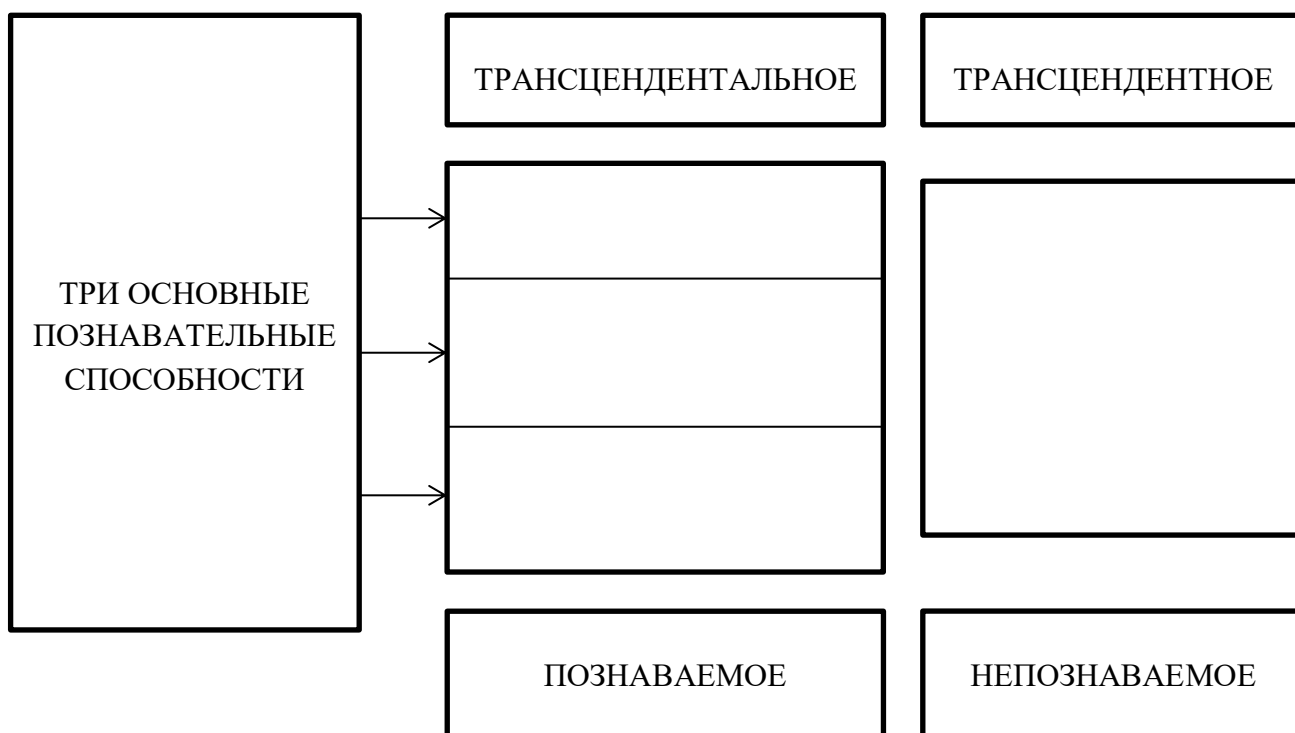 ТРАНСЦЕНДЕНТАЛЬНОЕ
ТРАНСЦЕНДЕНТНОЕ
ТРИ ОСНОВНЫЕ
ПОЗНАВАТЕЛЬНЫЕ
СПОСОБНОСТИ
ПОЗНАВАЕМОЕ
НЕПОЗНАВАЕМОЕ